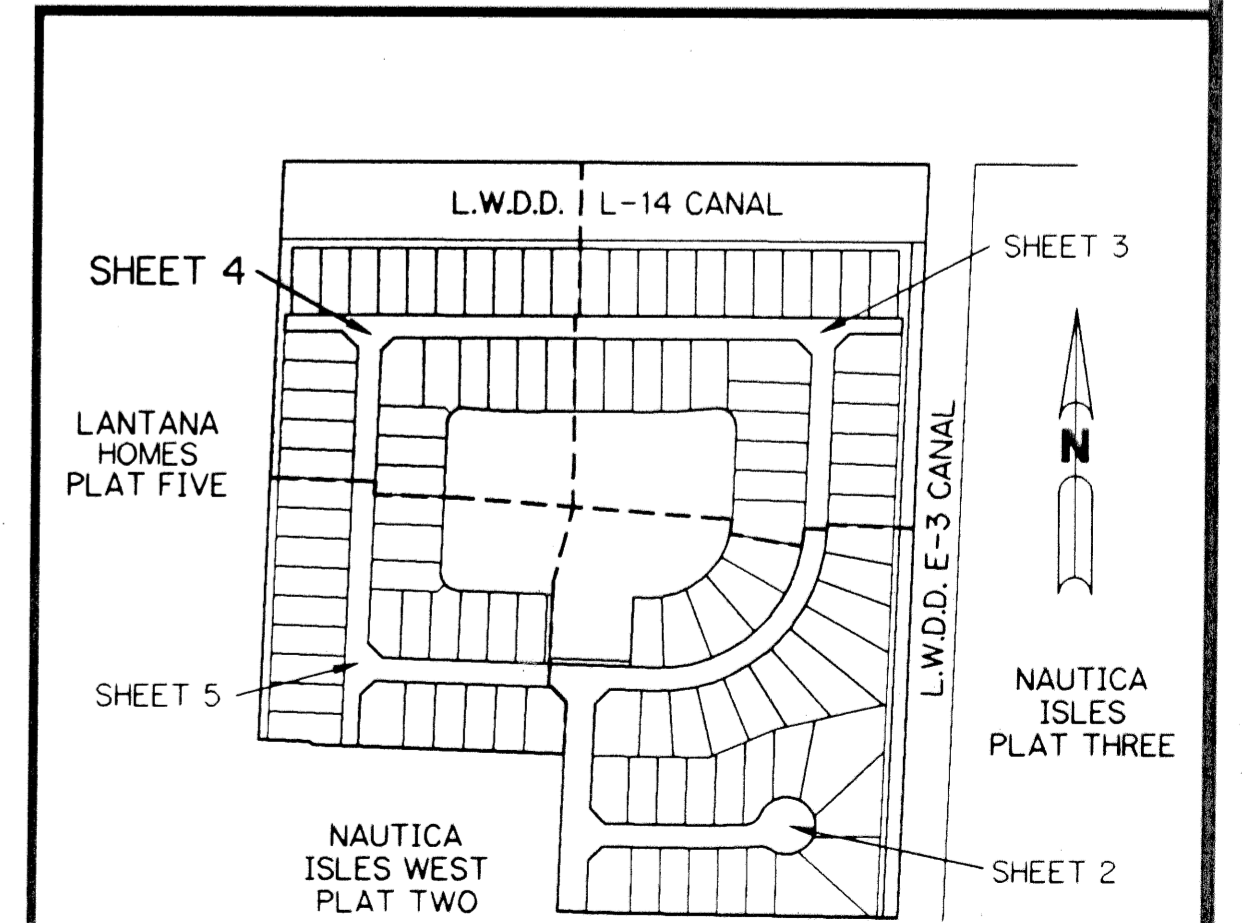 L.W.D.D. L-14 CANAL
SHEET 4
SHEET 3
LANTANA
HOMES
PLAT FIVE
N
L.W.D.D. E-3 CANAL
SHEET 5
NAUTICA
ISLES
PLAT THREE
NAUTICA
ISLES WEST
PLAT TWO
SHEET 2